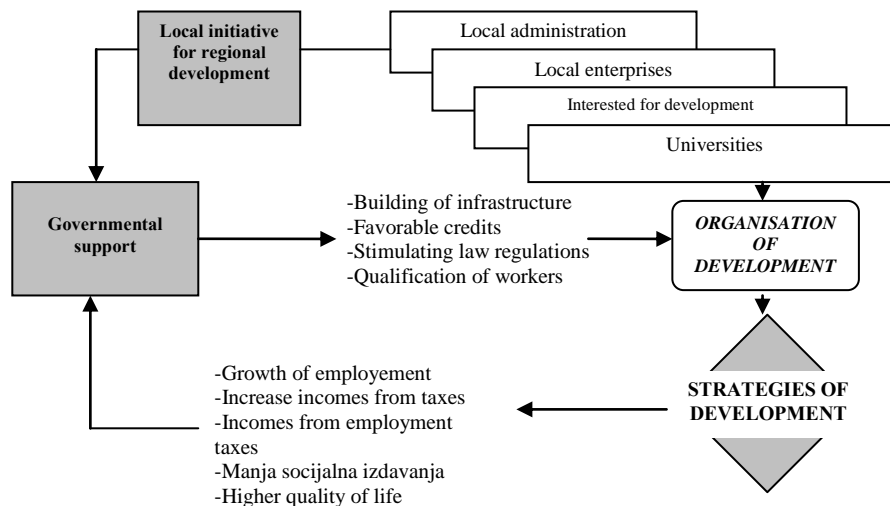 Local initiative
for regional
development
Local administration
Local enterprises
Interested for development
Universities
Governmental
support
-Building of infrastructure
-Favorable credits
-Stimulating law regulations
-Qualification of workers
ORGANISATION
OF
DEVELOPMENT
-Growth of employement
-Increase incomes from taxes
-Incomes from employment
taxes
-Manja socijalna izdavanja
-Higher quality of life
STRATEGIES OF
DEVELOPMENT